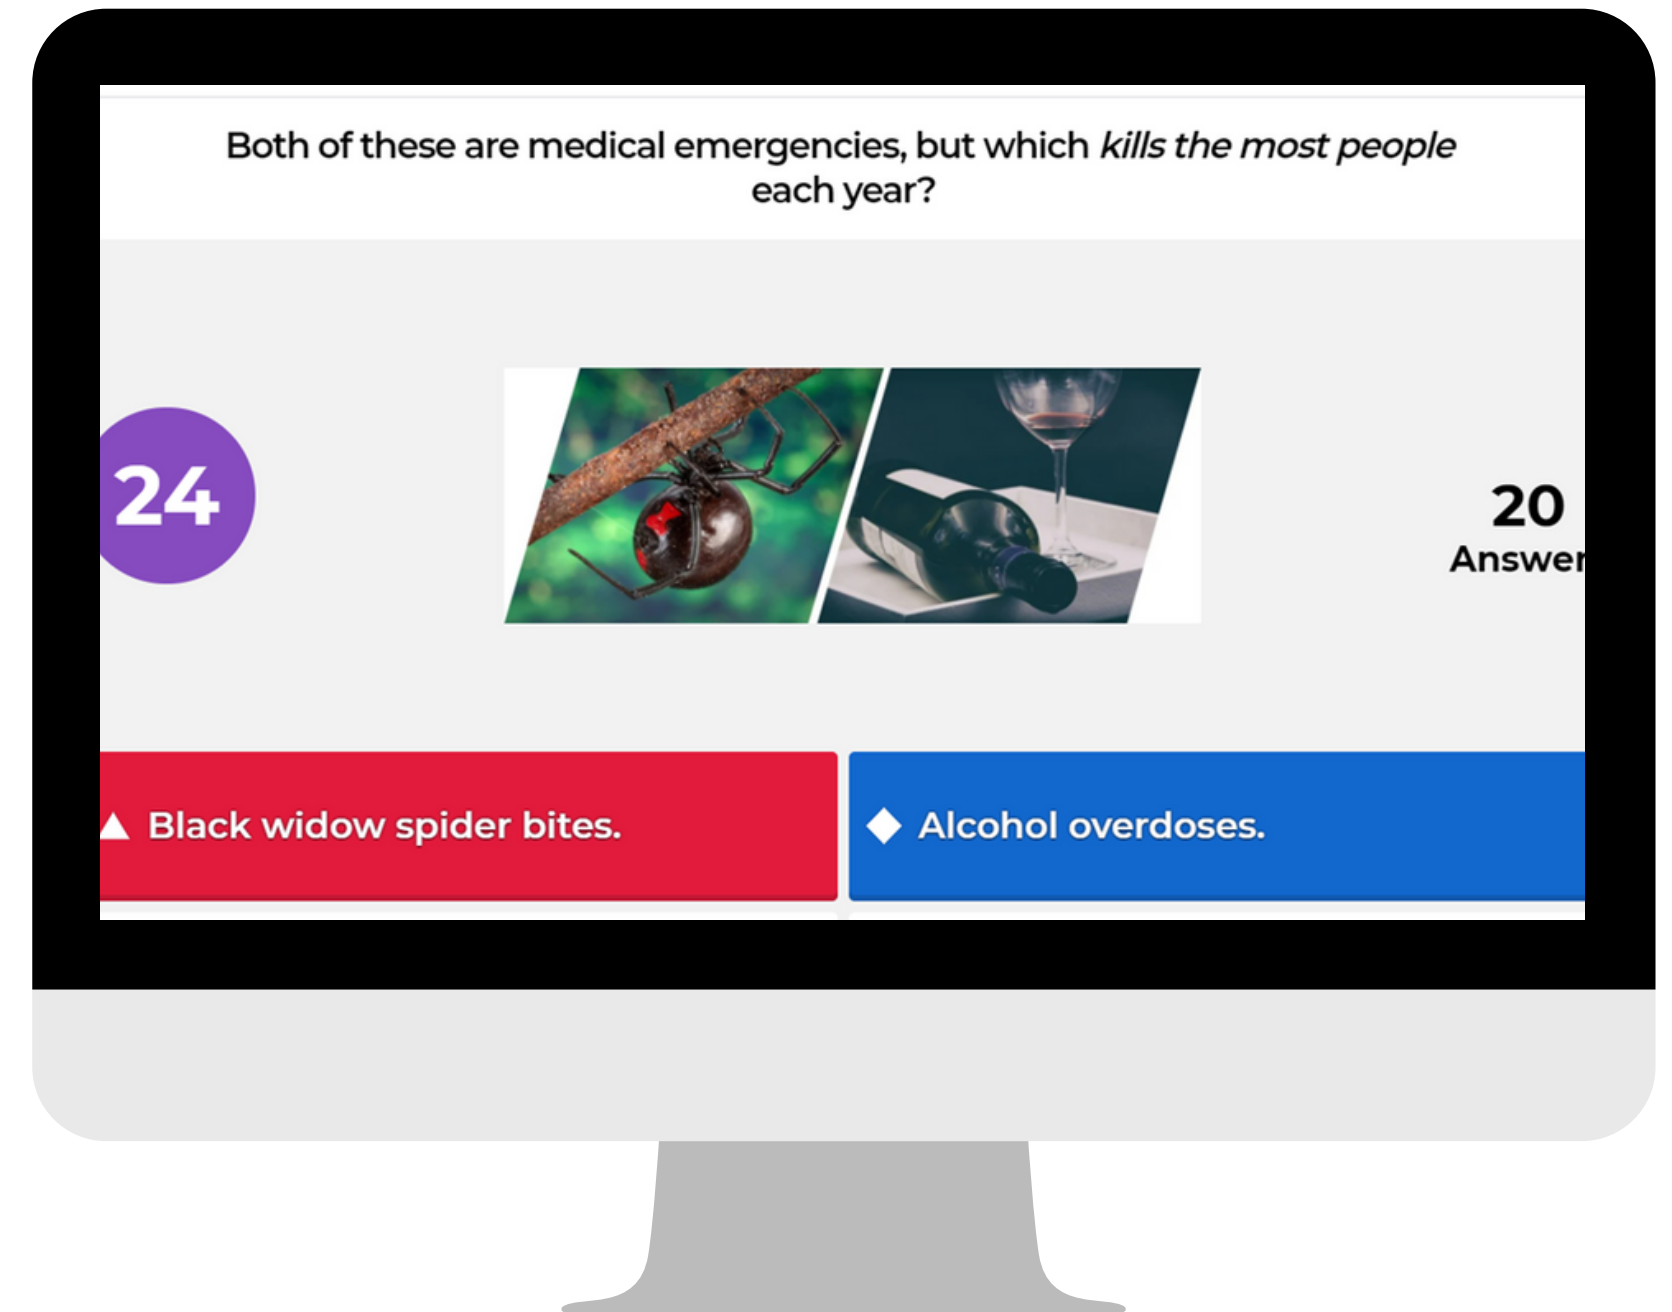 Both of these are medical emergencies, but which kills the most people
each year?
24
20
Answer
Black widow spider bites.
Alcohol overdoses.